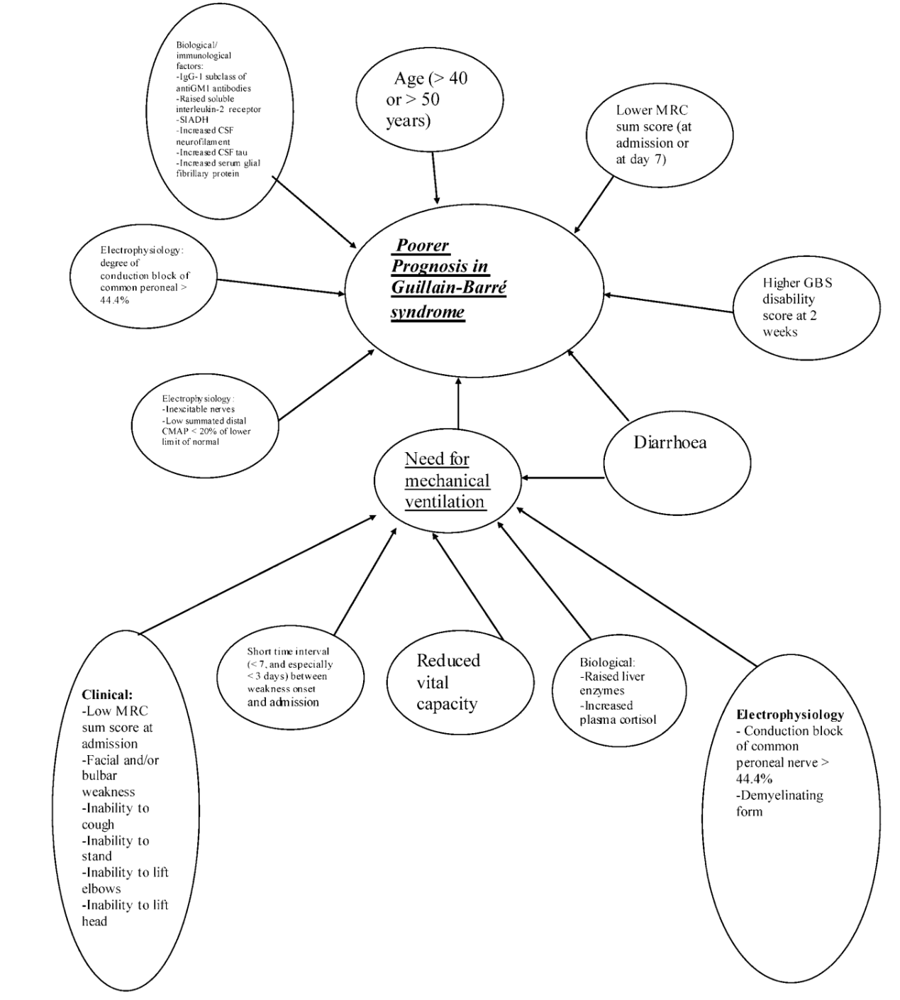 Biological/
immunological
factors:
-IgG-1 subclass of
antiGM1 antibodies
-Raised soluble
interleukin-2 receptor
-SIADH
-Increased CSF
neurofilament
-Increased CSF tau
-Increased serum glial
fibrillary protein
Age (> 40
or > 50
years)
Lower MRC
sum score (at
admission or
at day 7)
Poorer
Prognosis in
Guillain-Barré
syndrome
Electrophysiology:
degree of
conduction block of
common peroneal >
44.4%
Higher GBS
disability
score at 2
weeks
Electrophysiology:
-Inexcitable nerves
-Low summated distal
CMAP < 20% of lower
limit of normal
Need for
mechanical
ventilation
Diarrhoea
Clinical:
-Low MRC
sum score at
admission
-Facial and/or
bulbar
weakness
-Inability to
cough
-Inability to
stand
-Inability to lift
elbows
-Inability to lift
head
Short time interval
(< 7, and especially
< 3 days) between
weakness onset
and admission
Reduced
vital
capacity
Biological:
-Raised liver
enzymes
-Increased
plasma cortisol
Electrophysiology
- Conduction block
of common
peroneal nerve >
44.4%
-Demyelinating
form